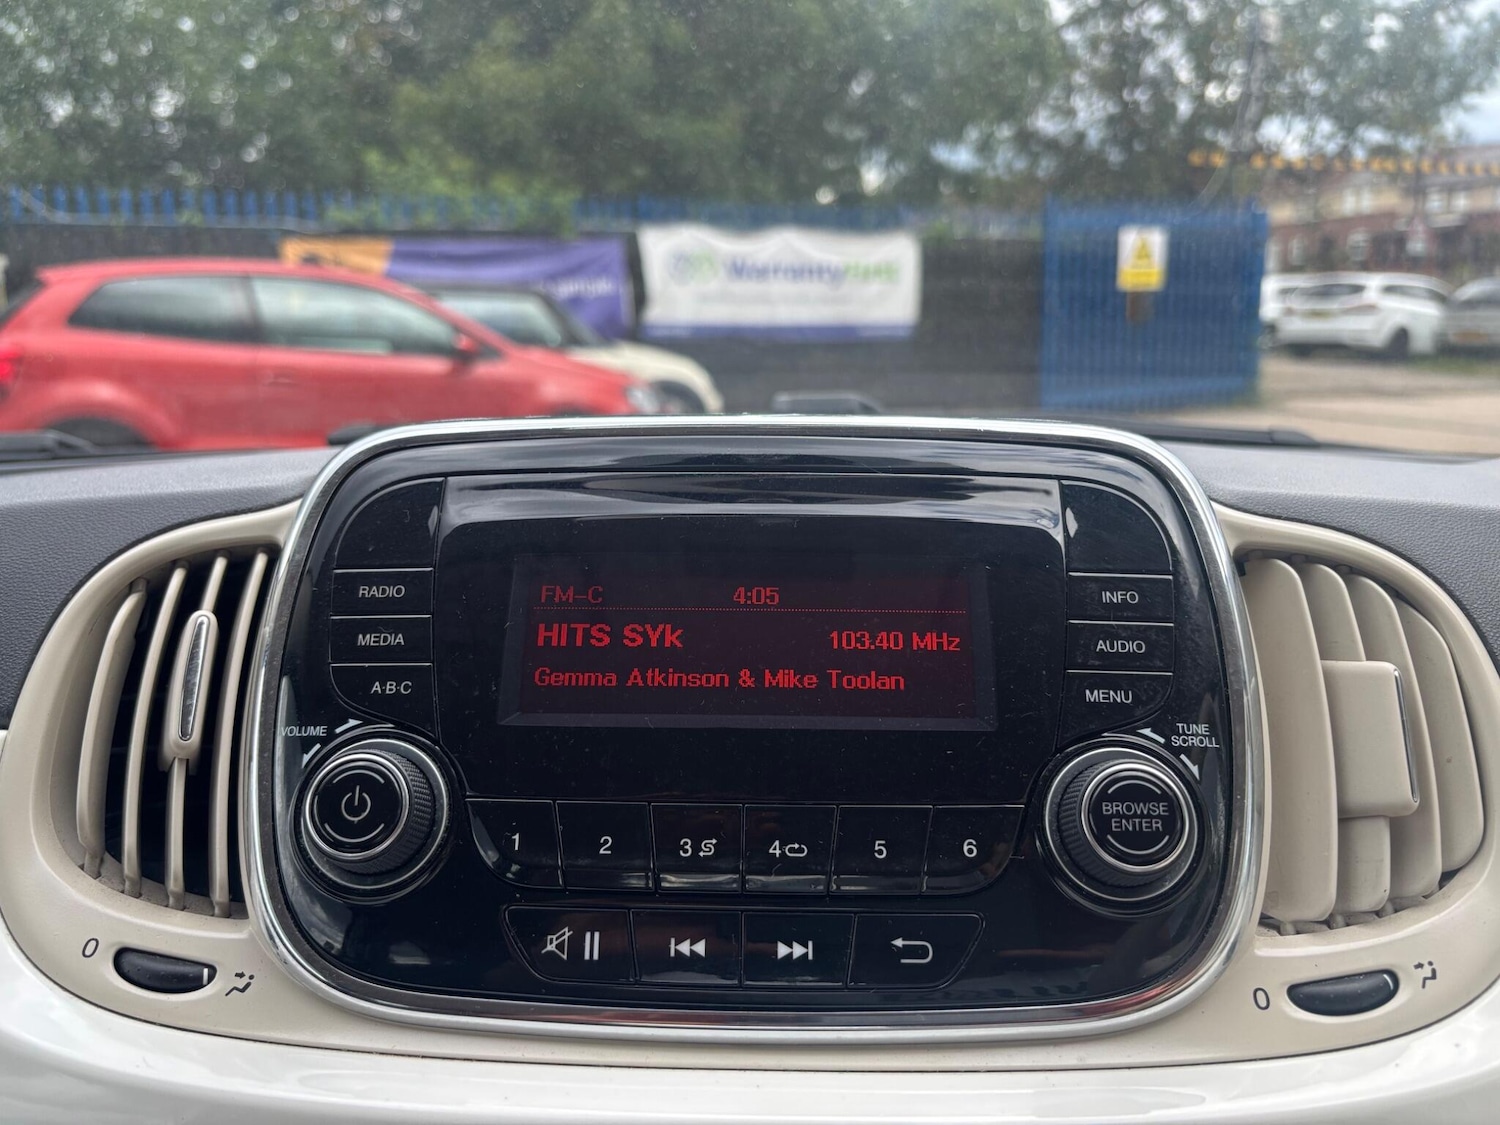 Warranty
FM-C 4:05
HITS SYk 103.40 MHz
Gemma Atkinson & Mike Toolan
RADIO
MEDIA
A·B·C
INFO
AUDIO
MENU
VOLUME
TUNE
SCROLL
BROWSE
ENTER
1 2 3 4 5 6
0
0